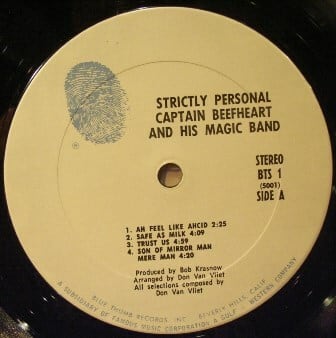 STRICTLY PERSONAL
CAPTAIN BEEFHEART
AND HIS MAGIC BAND
®
STEREO
BTS 1
(5001)
SIDE A
1. AH FEEL LIKE AHCID 2:25
2. SAFE AS MILK 4:09
3. TRUST US 4:59
4. SON OF MIRROR MAN
MERE MAN 4:20
Produced by Bob Krasnow
Arranged by Don Van Vliet
All selections composed by
Don Van Vliet
BLUE THUMB RECORDS, INC. BEVERLY HILLS, CALIF.
A SUBSIDIARY OF FAMOUS MUSIC CORPORATION A GULF + WESTERN COMPANY